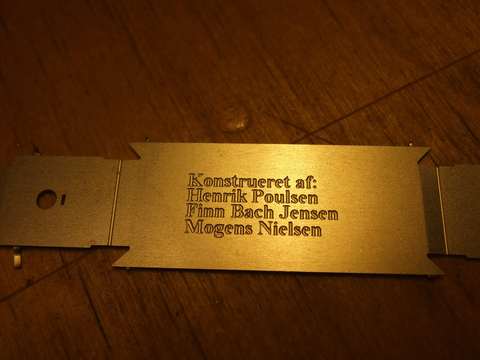 Konstrueret af:
Henrik Poulsen
Finn Bach Jensen
Mogens Nielsen